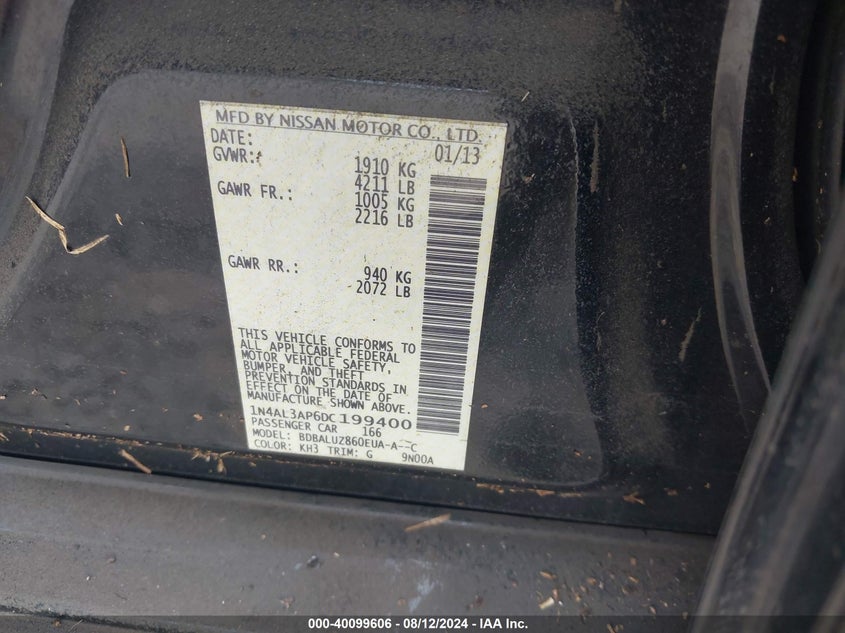 MFD BY NISSAN MOTOR CO., LTD.
DATE: 01/13
GVWR: 1910 KG
4211 LB
GAWR FR.: 1005 KG
2216 LB
GAWR RR.: 940 KG
2072 LB
THIS VEHICLE CONFORMS TO
ALL APPLICABLE FEDERAL
MOTOR VEHICLE SAFETY,
BUMPER, AND THEFT
PREVENTION STANDARDS IN
EFFECT ON THE DATE OF
MANUFACTURE SHOWN ABOVE.
1N4AL3AP6DC199400
PASSENGER CAR 166
MODEL: BDBALUZ860EUA-A--C
COLOR: KH3 TRIM: G 9N00A
000-40099606 - 08/12/2024 - IAA Inc.